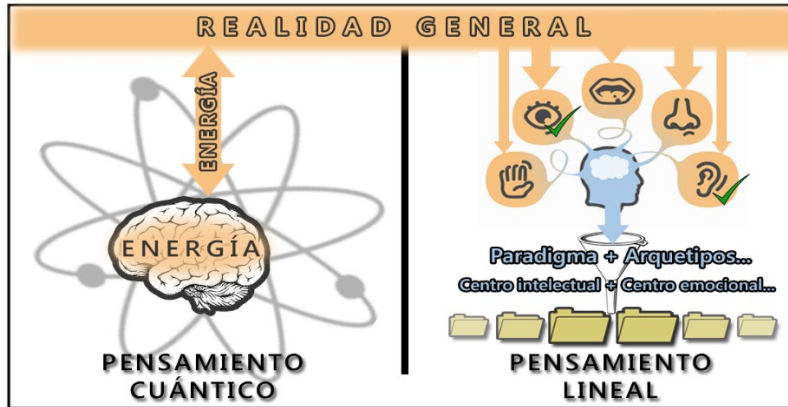 REALIDAD GENERAL
ENERGÍA
ENERGÍA
PENSAMIENTO
CUÁNTICO
Paradigma + Arquetipos...
Centro intelectual + Centro emocional...
PENSAMIENTO
LINEAL